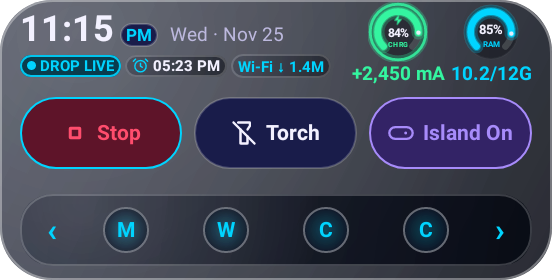 11:15 PM Wed · Nov 25
DROP LIVE 05:23 PM Wi-Fi ↓ 1.4M
84%
CHRG
+2,450 mA
85%
RAM
10.2/12G
Stop Torch Island On
‹ M W C C ›